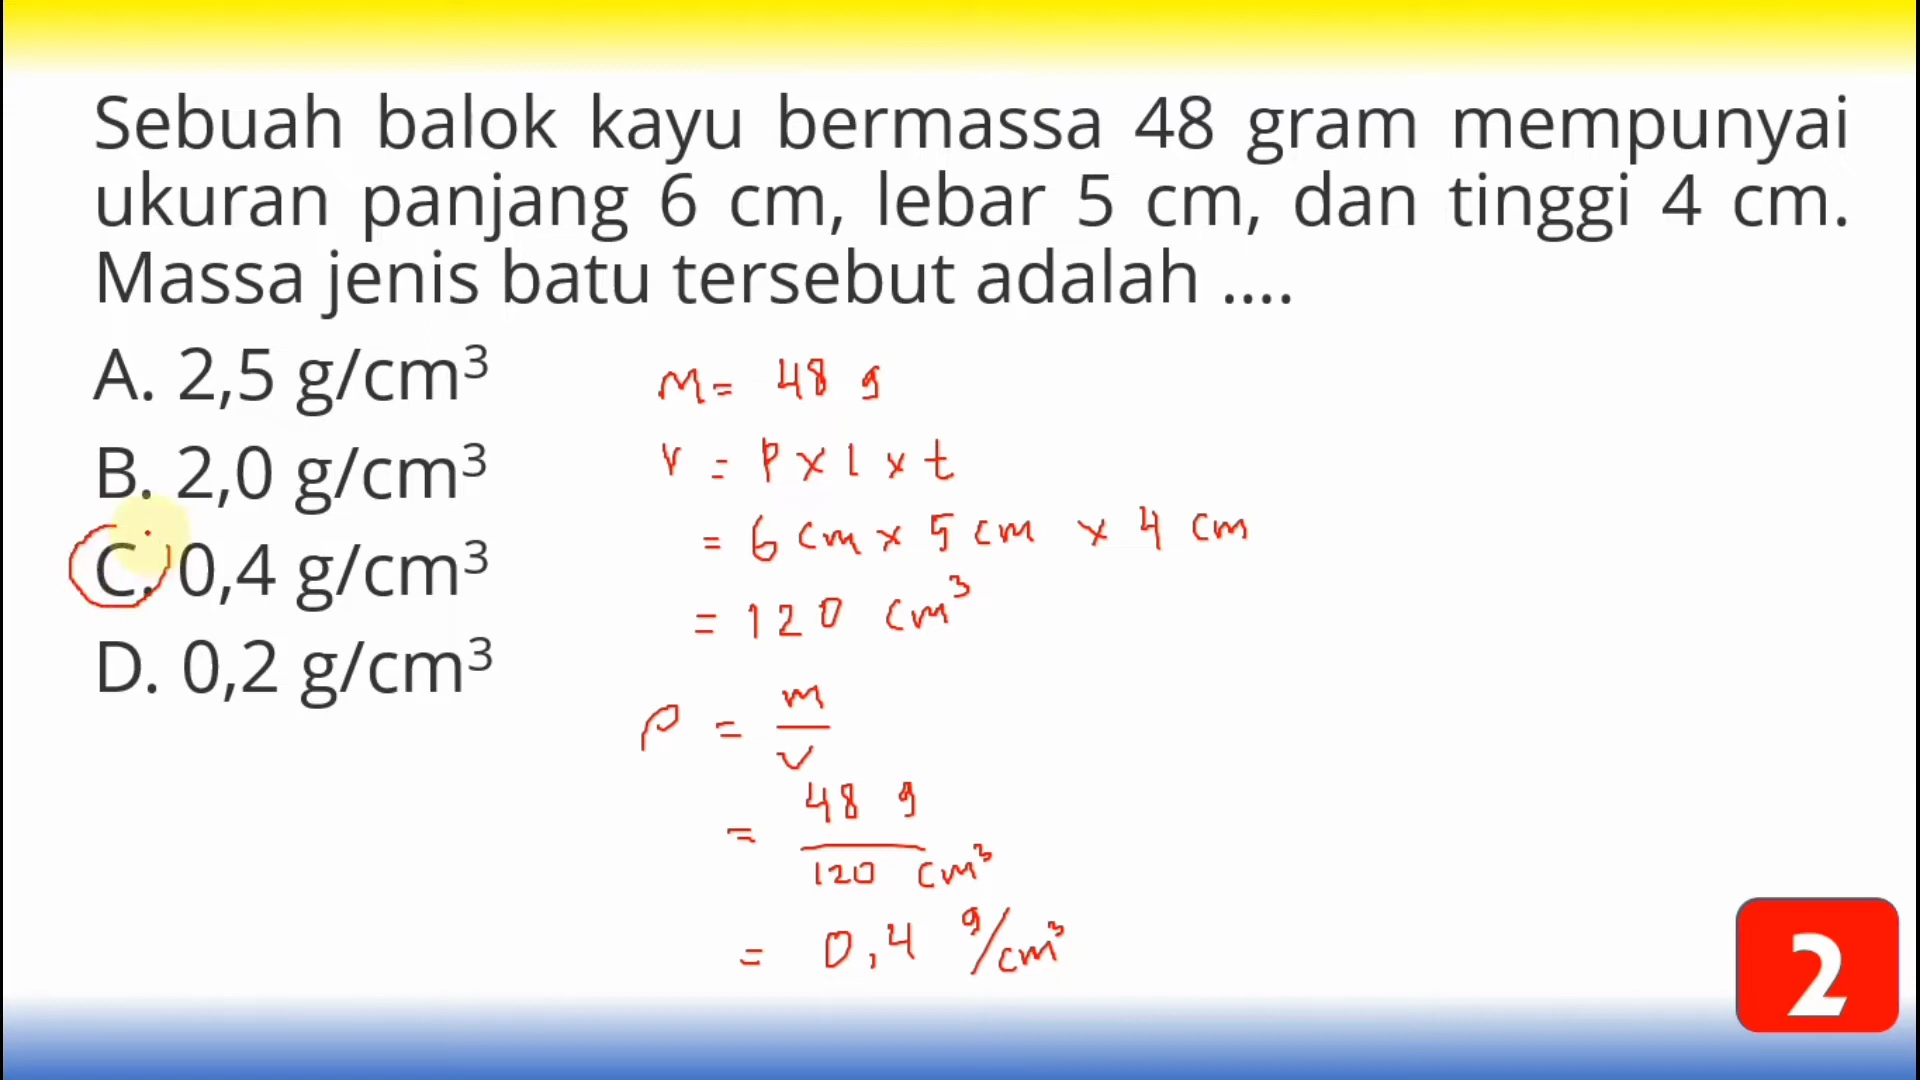 Sebuah balok kayu bermassa 48 gram mempunyai
ukuran panjang 6 cm, lebar 5 cm, dan tinggi 4 cm.
Massa jenis batu tersebut adalah ....
A. 2,5 g/cm³
B. 2,0 g/cm³
C. 0,4 g/cm³
D. 0,2 g/cm³
m = 48 g
V = p x l x t
= 6 cm x 5 cm x 4 cm
= 120 cm³
ρ = m/v
= 48 g / 120 cm³
= 0,4 g/cm³
2